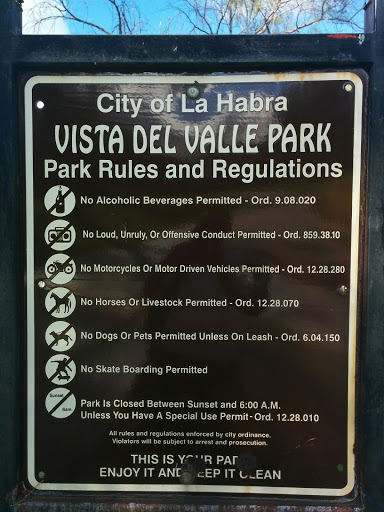 City of La Habra
VISTA DEL VALLE PARK
Park Rules and Regulations
No Alcoholic Beverages Permitted - Ord. 9.08.020
No Loud, Unruly, Or Offensive Conduct Permitted - Ord. 859.38.10
No Motorcycles Or Motor Driven Vehicles Permitted - Ord. 12.28.280
No Horses Or Livestock Permitted - Ord. 12.28.070
No Dogs Or Pets Permitted Unless On Leash - Ord. 6.04.150
No Skate Boarding Permitted
Sunset
6am
Park Is Closed Between Sunset and 6:00 A.M.
Unless You Have A Special Use Permit- Ord. 12.28.010
All rules and regulations enforced by city ordinance.
Violators will be subject to arrest and prosecution.
THIS IS YOUR PARK
ENJOY IT AND KEEP IT CLEAN